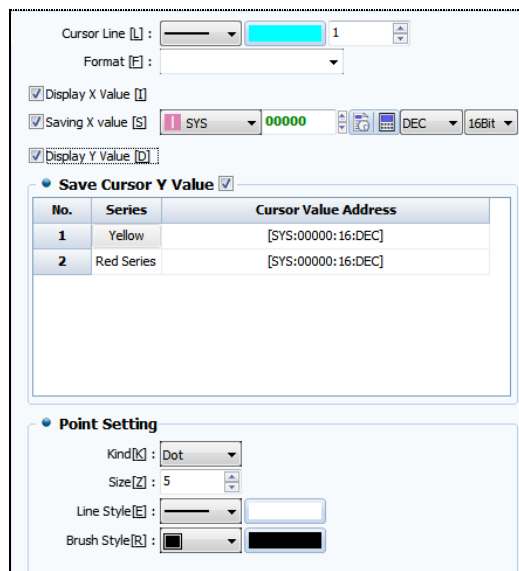 Cursor Line [L] : 1
Format [F] :
Display X Value [I]
Saving X value [S] SYS 00000 DEC 16Bit
Display Y Value [D]
Save Cursor Y Value
No. Series Cursor Value Address
1 Yellow [SYS:00000:16:DEC]
2 Red Series [SYS:00000:16:DEC]
Point Setting
Kind[K] : Dot
Size[Z] : 5
Line Style[E] :
Brush Style[R] :